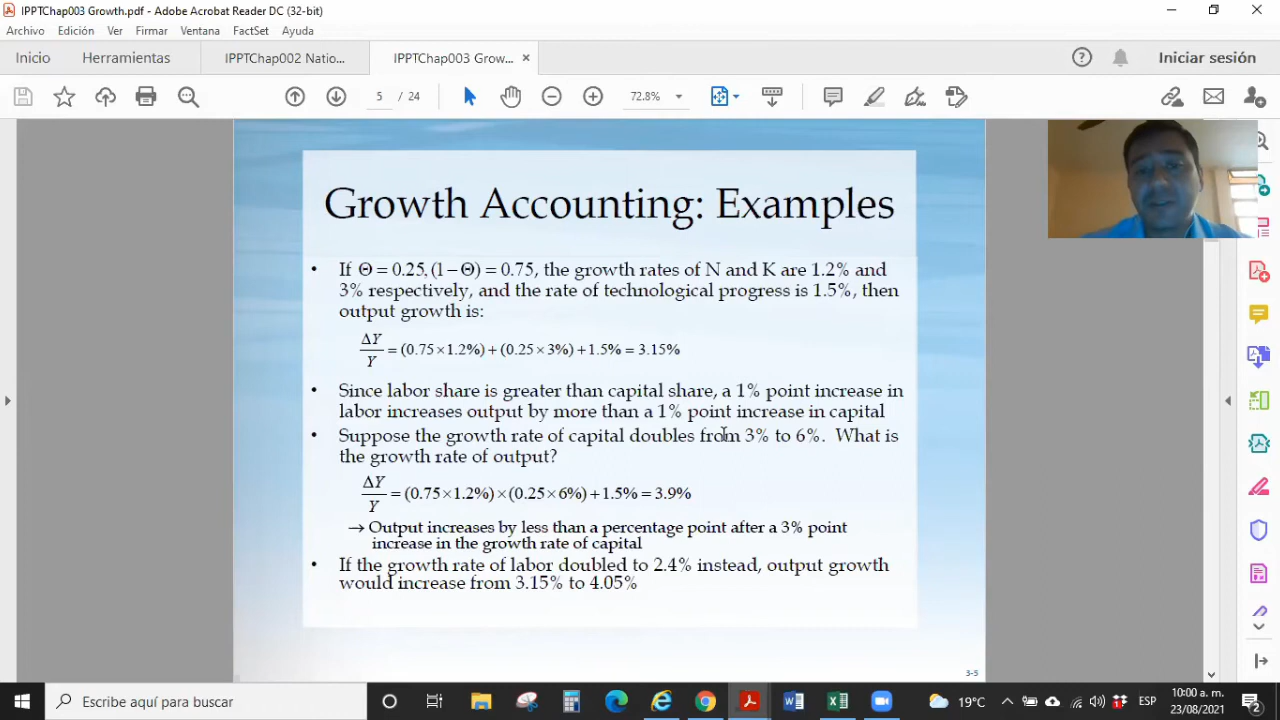 IPPTChap003 Growth.pdf - Adobe Acrobat Reader DC (32-bit)
Archivo Edición Ver Firmar Ventana FactSet Ayuda
Inicio Herramientas IPPTChap002 Natio... IPPTChap003 Grow... × Iniciar sesión
5 / 24 72.8%
Growth Accounting: Examples
• If Θ = 0.25, (1 − Θ) = 0.75, the growth rates of N and K are 1.2% and
3% respectively, and the rate of technological progress is 1.5%, then
output growth is:
ΔY/Y = (0.75 × 1.2%) + (0.25 × 3%) + 1.5% = 3.15%
• Since labor share is greater than capital share, a 1% point increase in
labor increases output by more than a 1% point increase in capital
• Suppose the growth rate of capital doubles from 3% to 6%. What is
the growth rate of output?
ΔY/Y = (0.75 × 1.2%) × (0.25 × 6%) + 1.5% = 3.9%
→ Output increases by less than a percentage point after a 3% point
increase in the growth rate of capital
• If the growth rate of labor doubled to 2.4% instead, output growth
would increase from 3.15% to 4.05%
3-5
Escribe aquí para buscar
19°C ESP
10:00 a. m.
23/08/2021
2